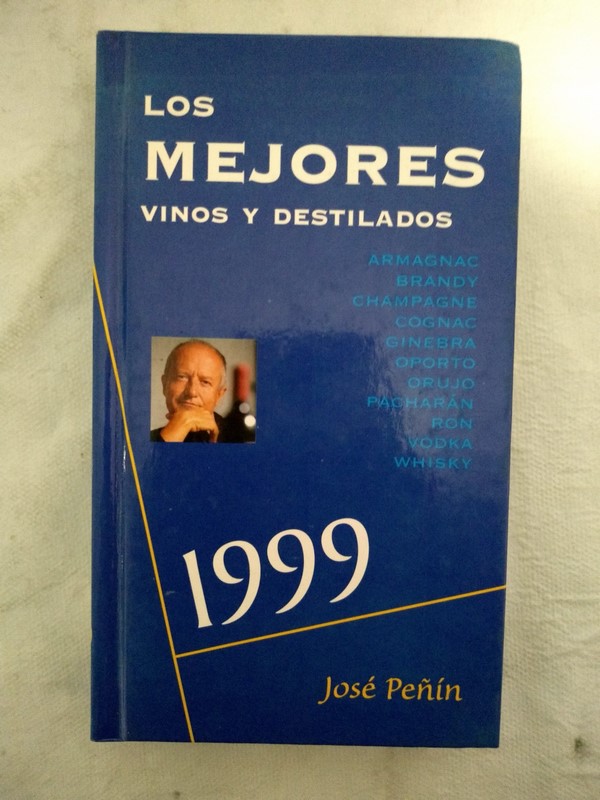 LOS
MEJORES
VINOS Y DESTILADOS
ARMAGNAC
BRANDY
CHAMPAGNE
COGNAC
GINEBRA
OPORTO
ORUJO
PACHARÁN
RON
VODKA
WHISKY
1999
José Peñín